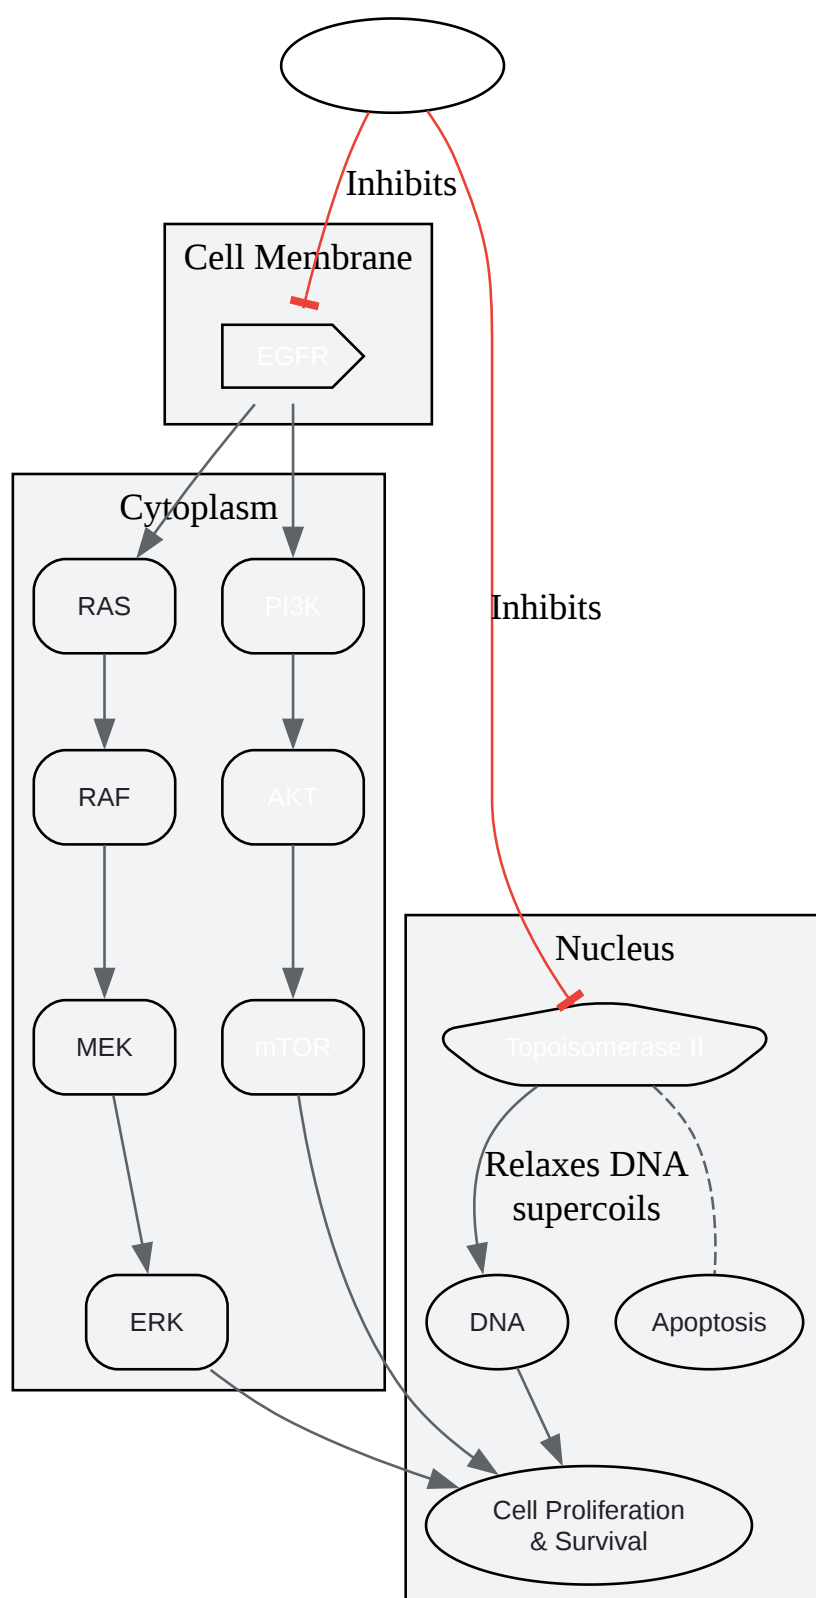 Inhibits
Cell Membrane
EGFR
Cytoplasm
RAS
PI3K
Inhibits
RAF
AKT
Nucleus
MEK
mTOR
Topoisomerase II
Relaxes DNA
supercoils
ERK
DNA
Apoptosis
Cell Proliferation
& Survival